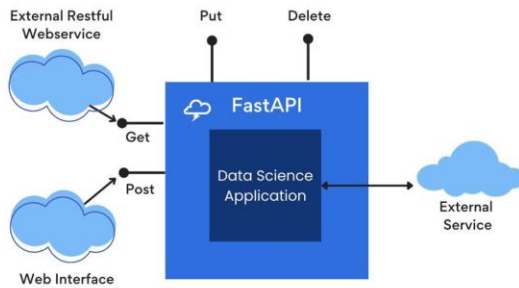 External Restful
Webservice
Put
Delete
FastAPI
Get
Data Science
Application
Post
External
Service
Web Interface